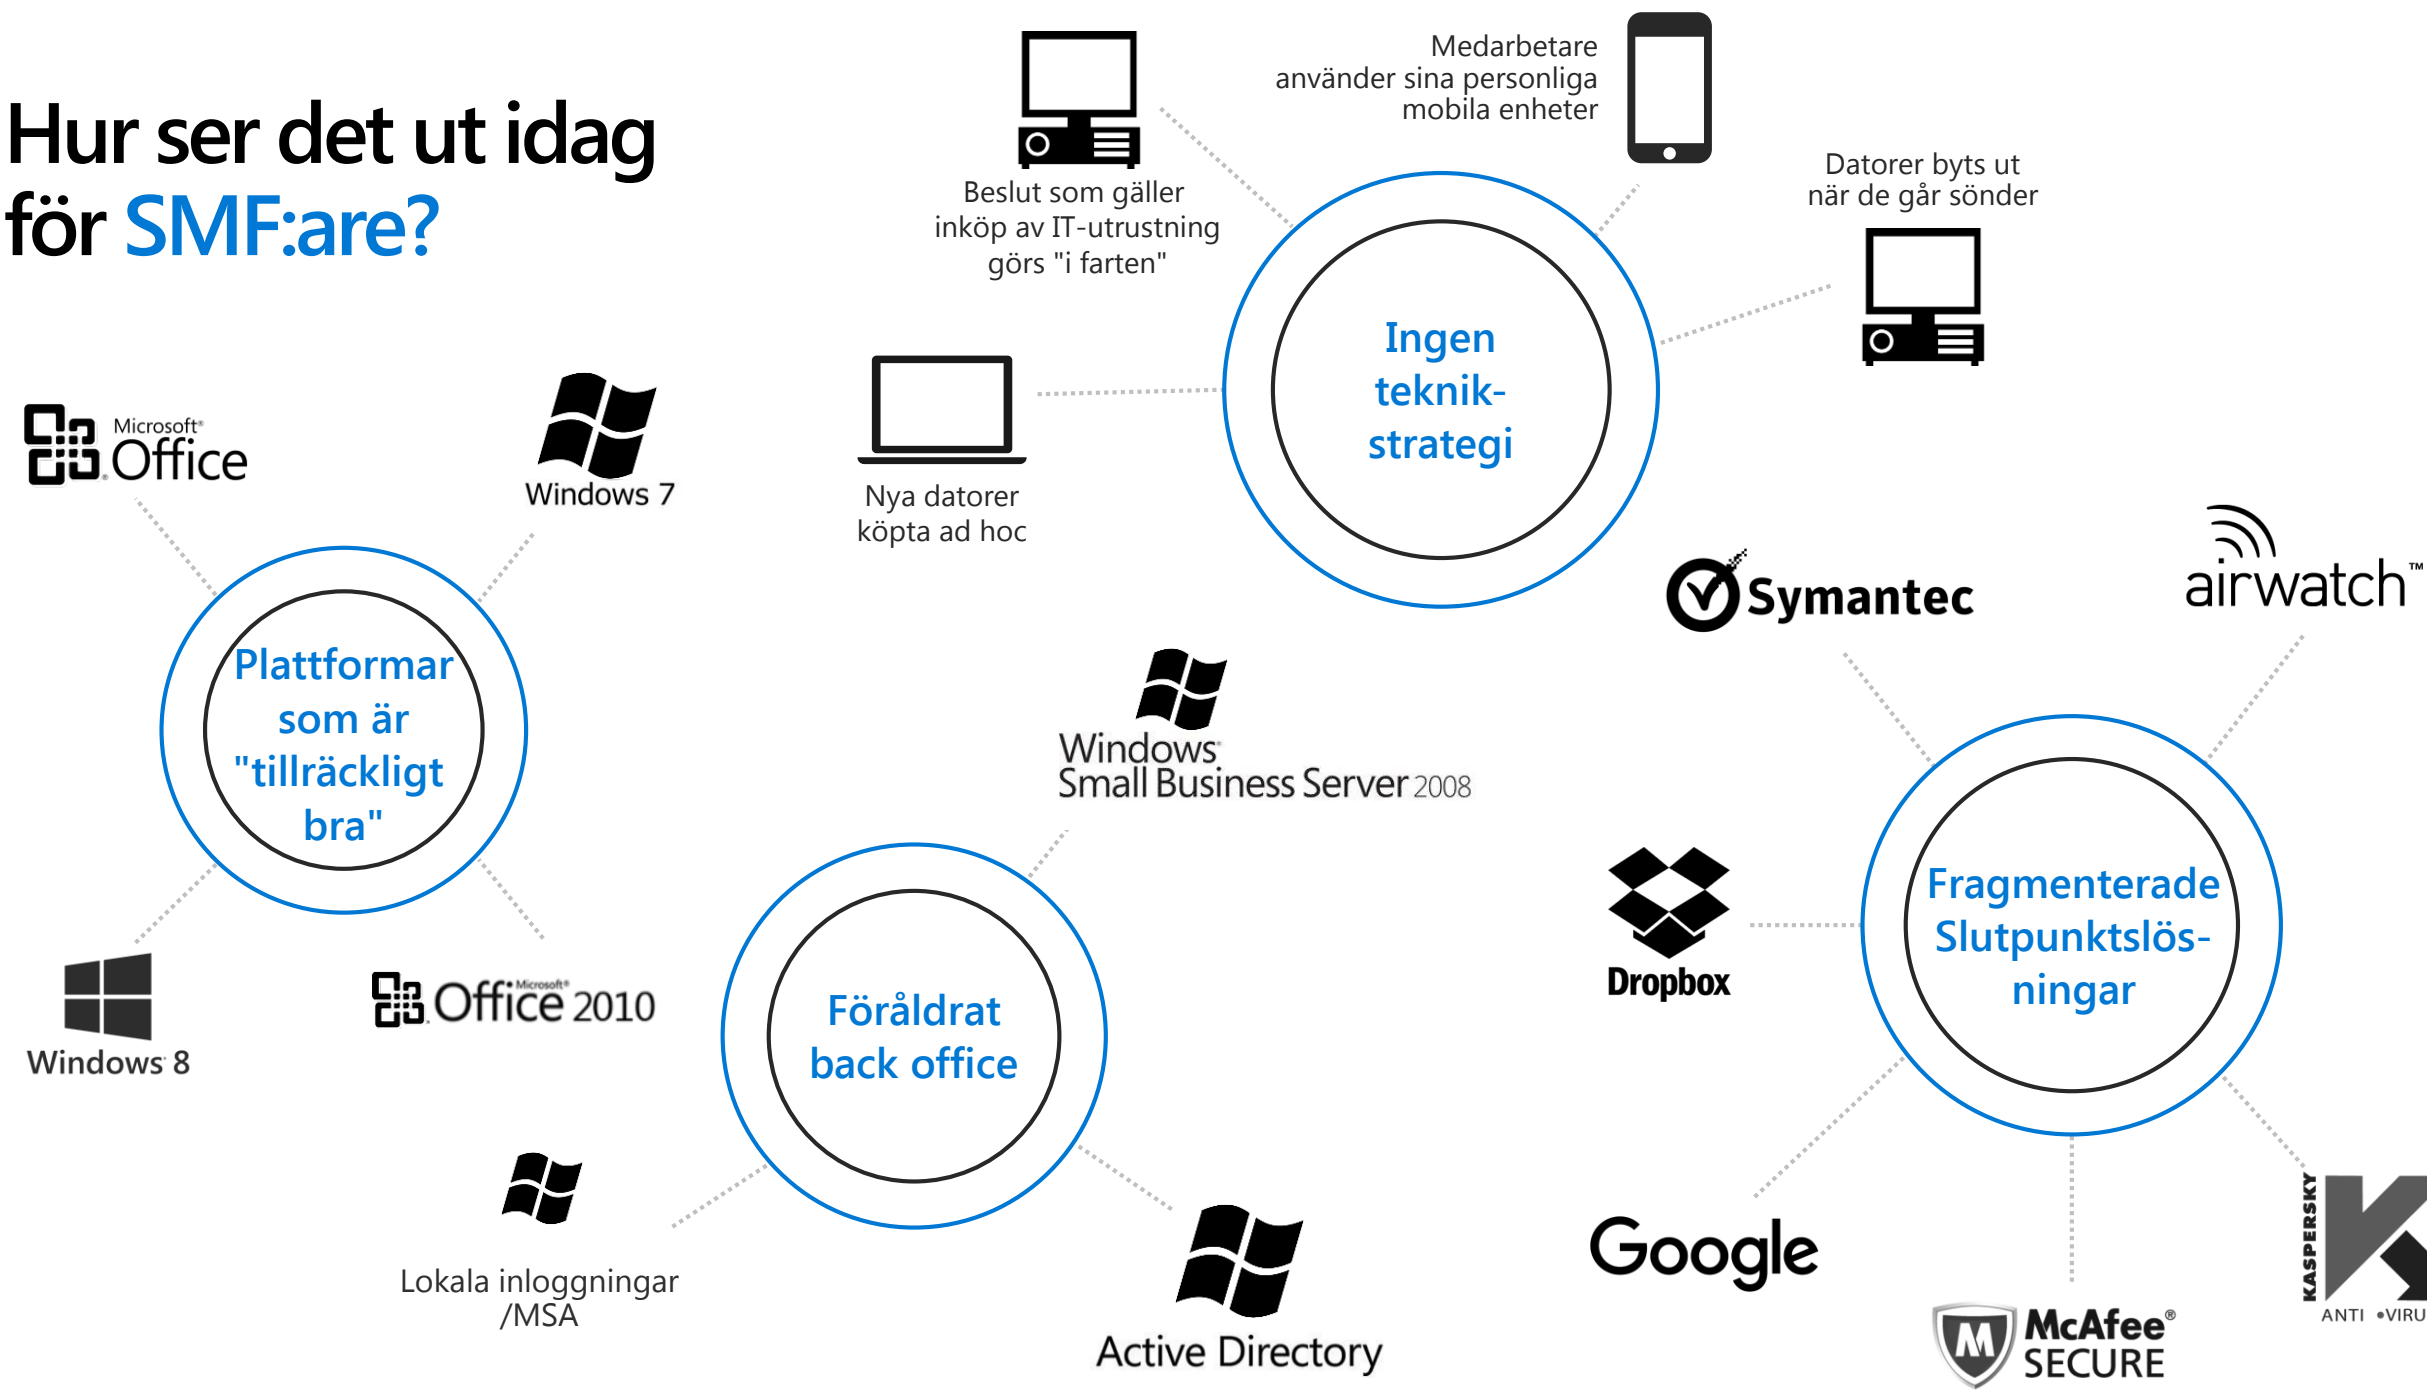 Hur ser det ut idag
för SMF:are?
Beslut som gäller
inköp av IT-utrustning
görs "i farten"
Medarbetare
använder sina personliga
mobila enheter
Datorer byts ut
när de går sönder
Nya datorer
köpta ad hoc
Ingen
teknik-
strategi
Microsoft®
Office
Windows 7
Plattformar
som är
"tillräckligt
bra"
Windows 8
Microsoft®
Office 2010
Windows
Small Business Server 2008
Föråldrat
back office
Lokala inloggningar
/MSA
Active Directory
Symantec
airwatch™
Dropbox
Fragmenterade
Slutpunktslös-
ningar
Google
McAfee®
SECURE
KASPERSKY
ANTI •VIRU